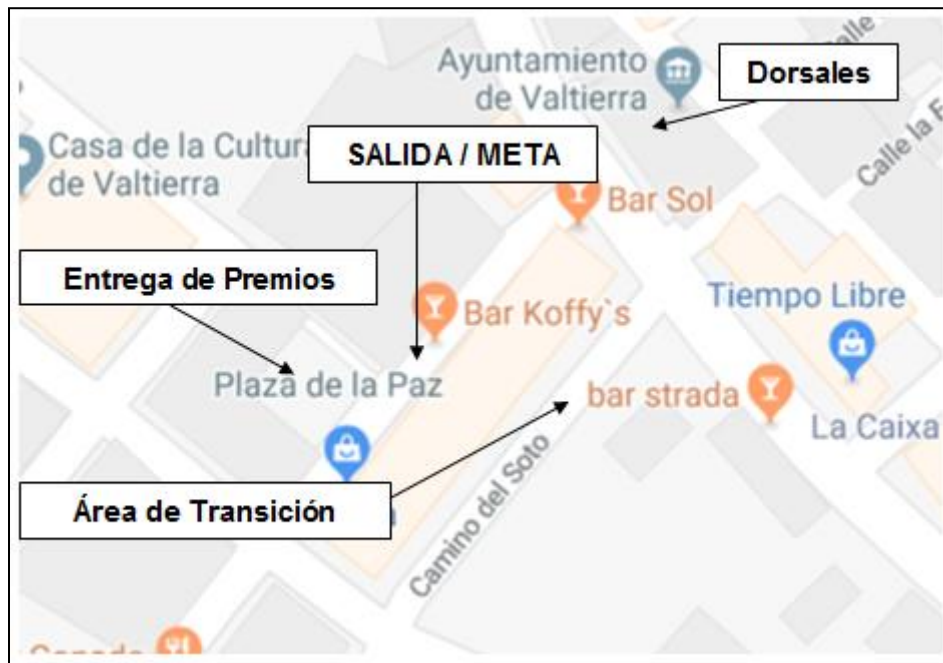 Ayuntamiento
de Valtierra
Dorsales
Calle
Calle la
Casa de la Cultura
de Valtierra
SALIDA / META
Bar Sol
Entrega de Premios
Bar Koffy`s
Tiempo Libre
Plaza de la Paz
bar strada
La Caixa
Área de Transición
Camino del Soto